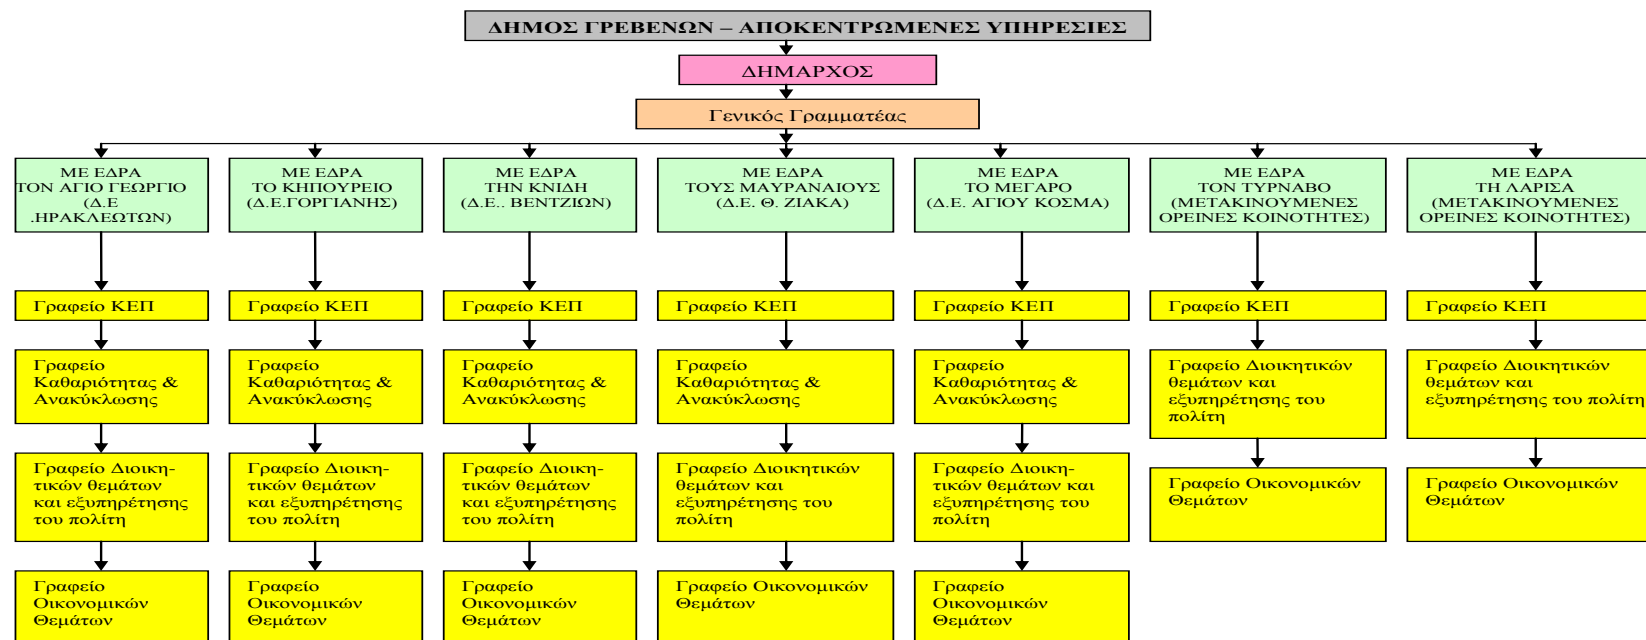 ΔΗΜΟΣ ΓΡΕΒΕΝΩΝ – ΑΠΟΚΕΝΤΡΩΜΕΝΕΣ ΥΠΗΡΕΣΙΕΣ
ΔΗΜΑΡΧΟΣ
Γενικός Γραμματέας
ΜΕ ΕΔΡΑ
ΤΟΝ ΑΓΙΟ ΓΕΩΡΓΙΟ
(Δ.Ε
.ΗΡΑΚΛΕΩΤΩΝ)
ΜΕ ΕΔΡΑ
ΤΟ ΚΗΠΟΥΡΕΙΟ
(Δ.Ε.ΓΟΡΓΙΑΝΗΣ)
ΜΕ ΕΔΡΑ
ΤΗΝ ΚΝΙΔΗ
(Δ.Ε.. ΒΕΝΤΖΙΩΝ)
ΜΕ ΕΔΡΑ
ΤΟΥΣ ΜΑΥΡΑΝΑΙΟΥΣ
(Δ.Ε. Θ. ΖΙΑΚΑ)
ΜΕ ΕΔΡΑ
ΤΟ ΜΕΓΑΡΟ
(Δ.Ε. ΑΓΙΟΥ ΚΟΣΜΑ)
ΜΕ ΕΔΡΑ
ΤΟΝ ΤΥΡΝΑΒΟ
(ΜΕΤΑΚΙΝΟΥΜΕΝΕΣ
ΟΡΕΙΝΕΣ ΚΟΙΝΟΤΗΤΕΣ)
ΜΕ ΕΔΡΑ
ΤΗ ΛΑΡΙΣΑ
(ΜΕΤΑΚΙΝΟΥΜΕΝΕΣ
ΟΡΕΙΝΕΣ ΚΟΙΝΟΤΗΤΕΣ)
Γραφείο ΚΕΠ
Γραφείο ΚΕΠ
Γραφείο ΚΕΠ
Γραφείο ΚΕΠ
Γραφείο ΚΕΠ
Γραφείο ΚΕΠ
Γραφείο ΚΕΠ
Γραφείο
Καθαριότητας &
Ανακύκλωσης
Γραφείο
Καθαριότητας &
Ανακύκλωσης
Γραφείο
Καθαριότητας &
Ανακύκλωσης
Γραφείο
Καθαριότητας &
Ανακύκλωσης
Γραφείο
Καθαριότητας &
Ανακύκλωσης
Γραφείο Διοικητικών
θεμάτων και
εξυπηρέτησης του
πολίτη
Γραφείο Διοικητικών
θεμάτων και
εξυπηρέτησης του πολίτη
Γραφείο Διοικη-
τικών θεμάτων
και εξυπηρέτησης
του πολίτη
Γραφείο Διοικη-
τικών θεμάτων
και εξυπηρέτησης
του πολίτη
Γραφείο Διοικη-
τικών θεμάτων
και εξυπηρέτησης
του πολίτη
Γραφείο Διοικητικών
θεμάτων και
εξυπηρέτησης του
πολίτη
Γραφείο Διοικη-
τικών θεμάτων και
εξυπηρέτησης του
πολίτη
Γραφείο Οικονομικών
Θεμάτων
Γραφείο Οικονομικών
Θεμάτων
Γραφείο
Οικονομικών
Θεμάτων
Γραφείο
Οικονομικών
Θεμάτων
Γραφείο
Οικονομικών
Θεμάτων
Γραφείο Οικονομικών
Θεμάτων
Γραφείο
Οικονομικών
Θεμάτων